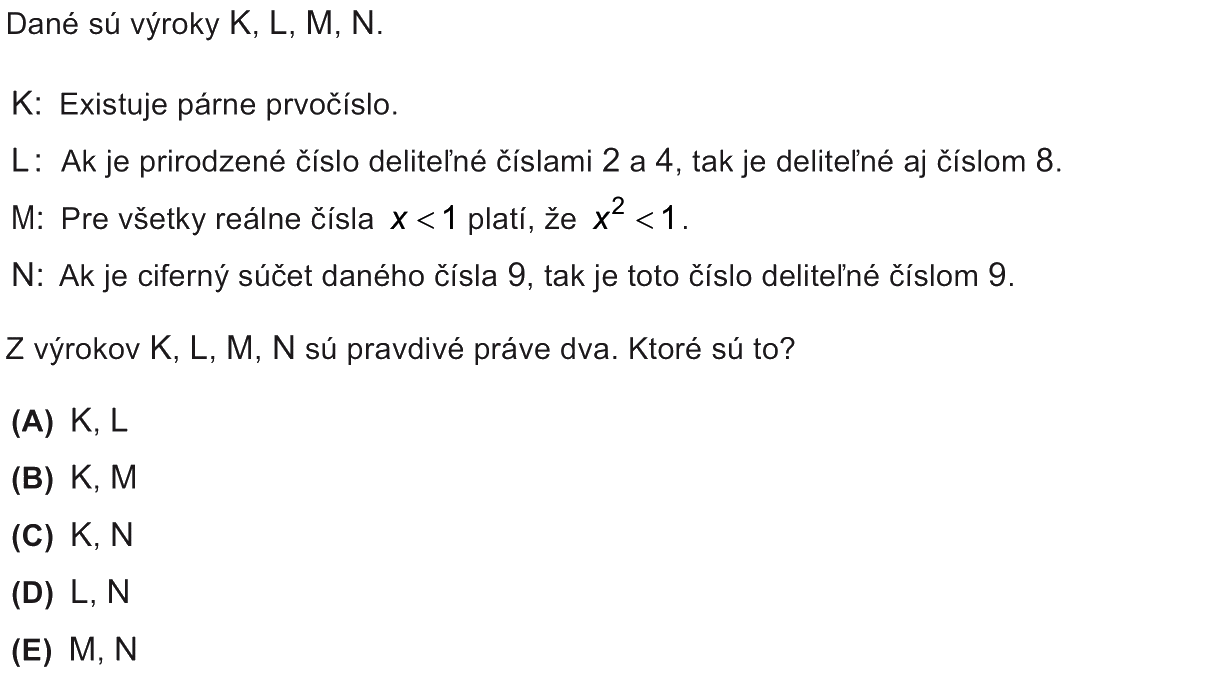 Dané sú výroky K, L, M, N.
K: Existuje párne prvočíslo.
L: Ak je prirodzené číslo deliteľné číslami 2 a 4, tak je deliteľné aj číslom 8.
M: Pre všetky reálne čísla x < 1 platí, že x² < 1.
N: Ak je ciferný súčet daného čísla 9, tak je toto číslo deliteľné číslom 9.
Z výrokov K, L, M, N sú pravdivé práve dva. Ktoré sú to?
(A) K, L
(B) K, M
(C) K, N
(D) L, N
(E) M, N